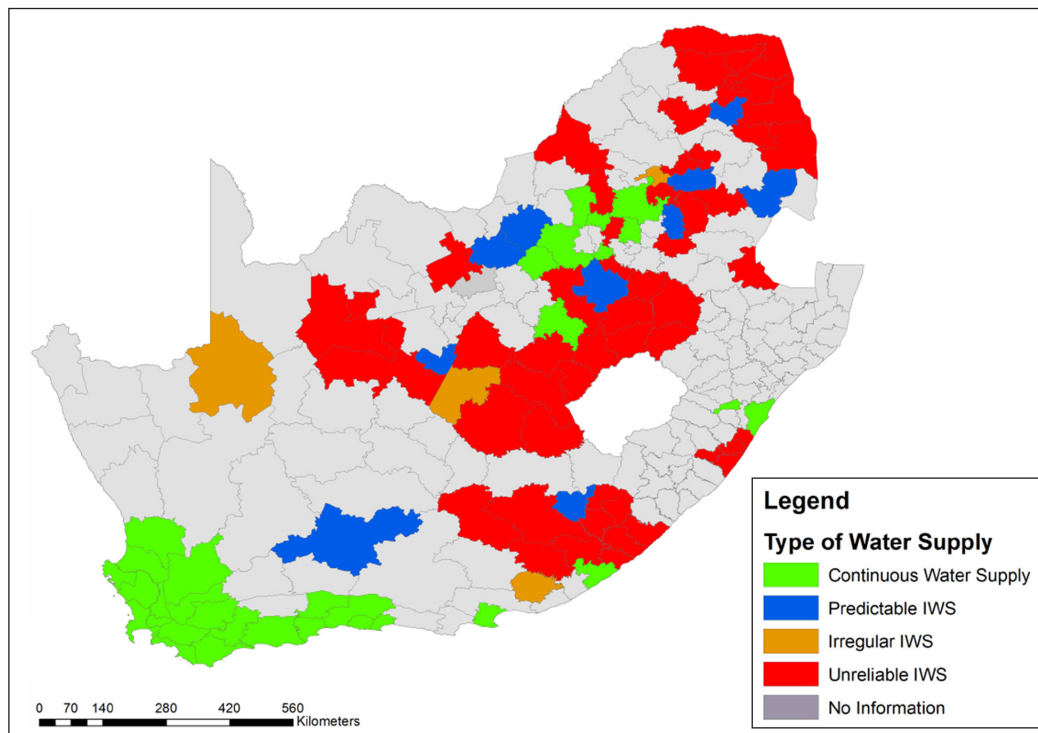 Legend
Type of Water Supply
Continuous Water Supply
Predictable IWS
Irregular IWS
Unreliable IWS
No Information
0 70 140 280 420 560
Kilometers